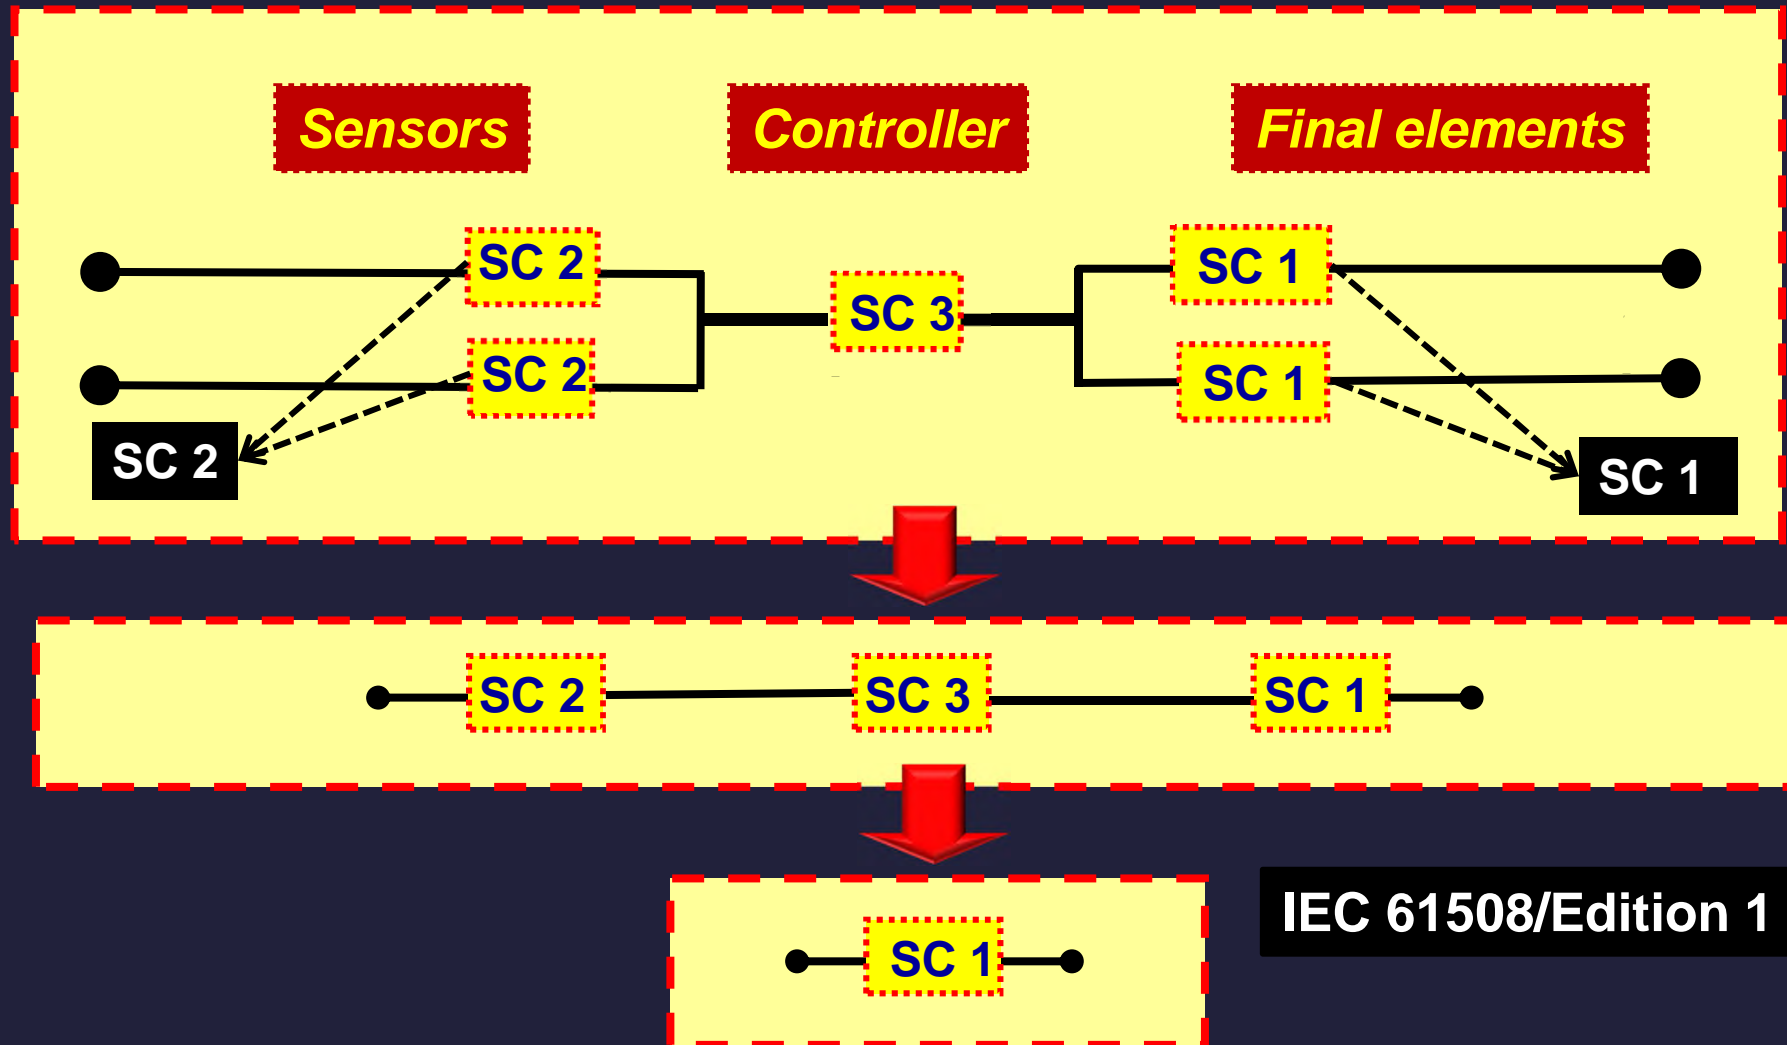 Sensors
Controller
Final elements
SC 2
SC 1
SC 3
SC 2
SC 1
SC 2
SC 1
SC 2
SC 3
SC 1
IEC 61508/Edition 1
SC 1